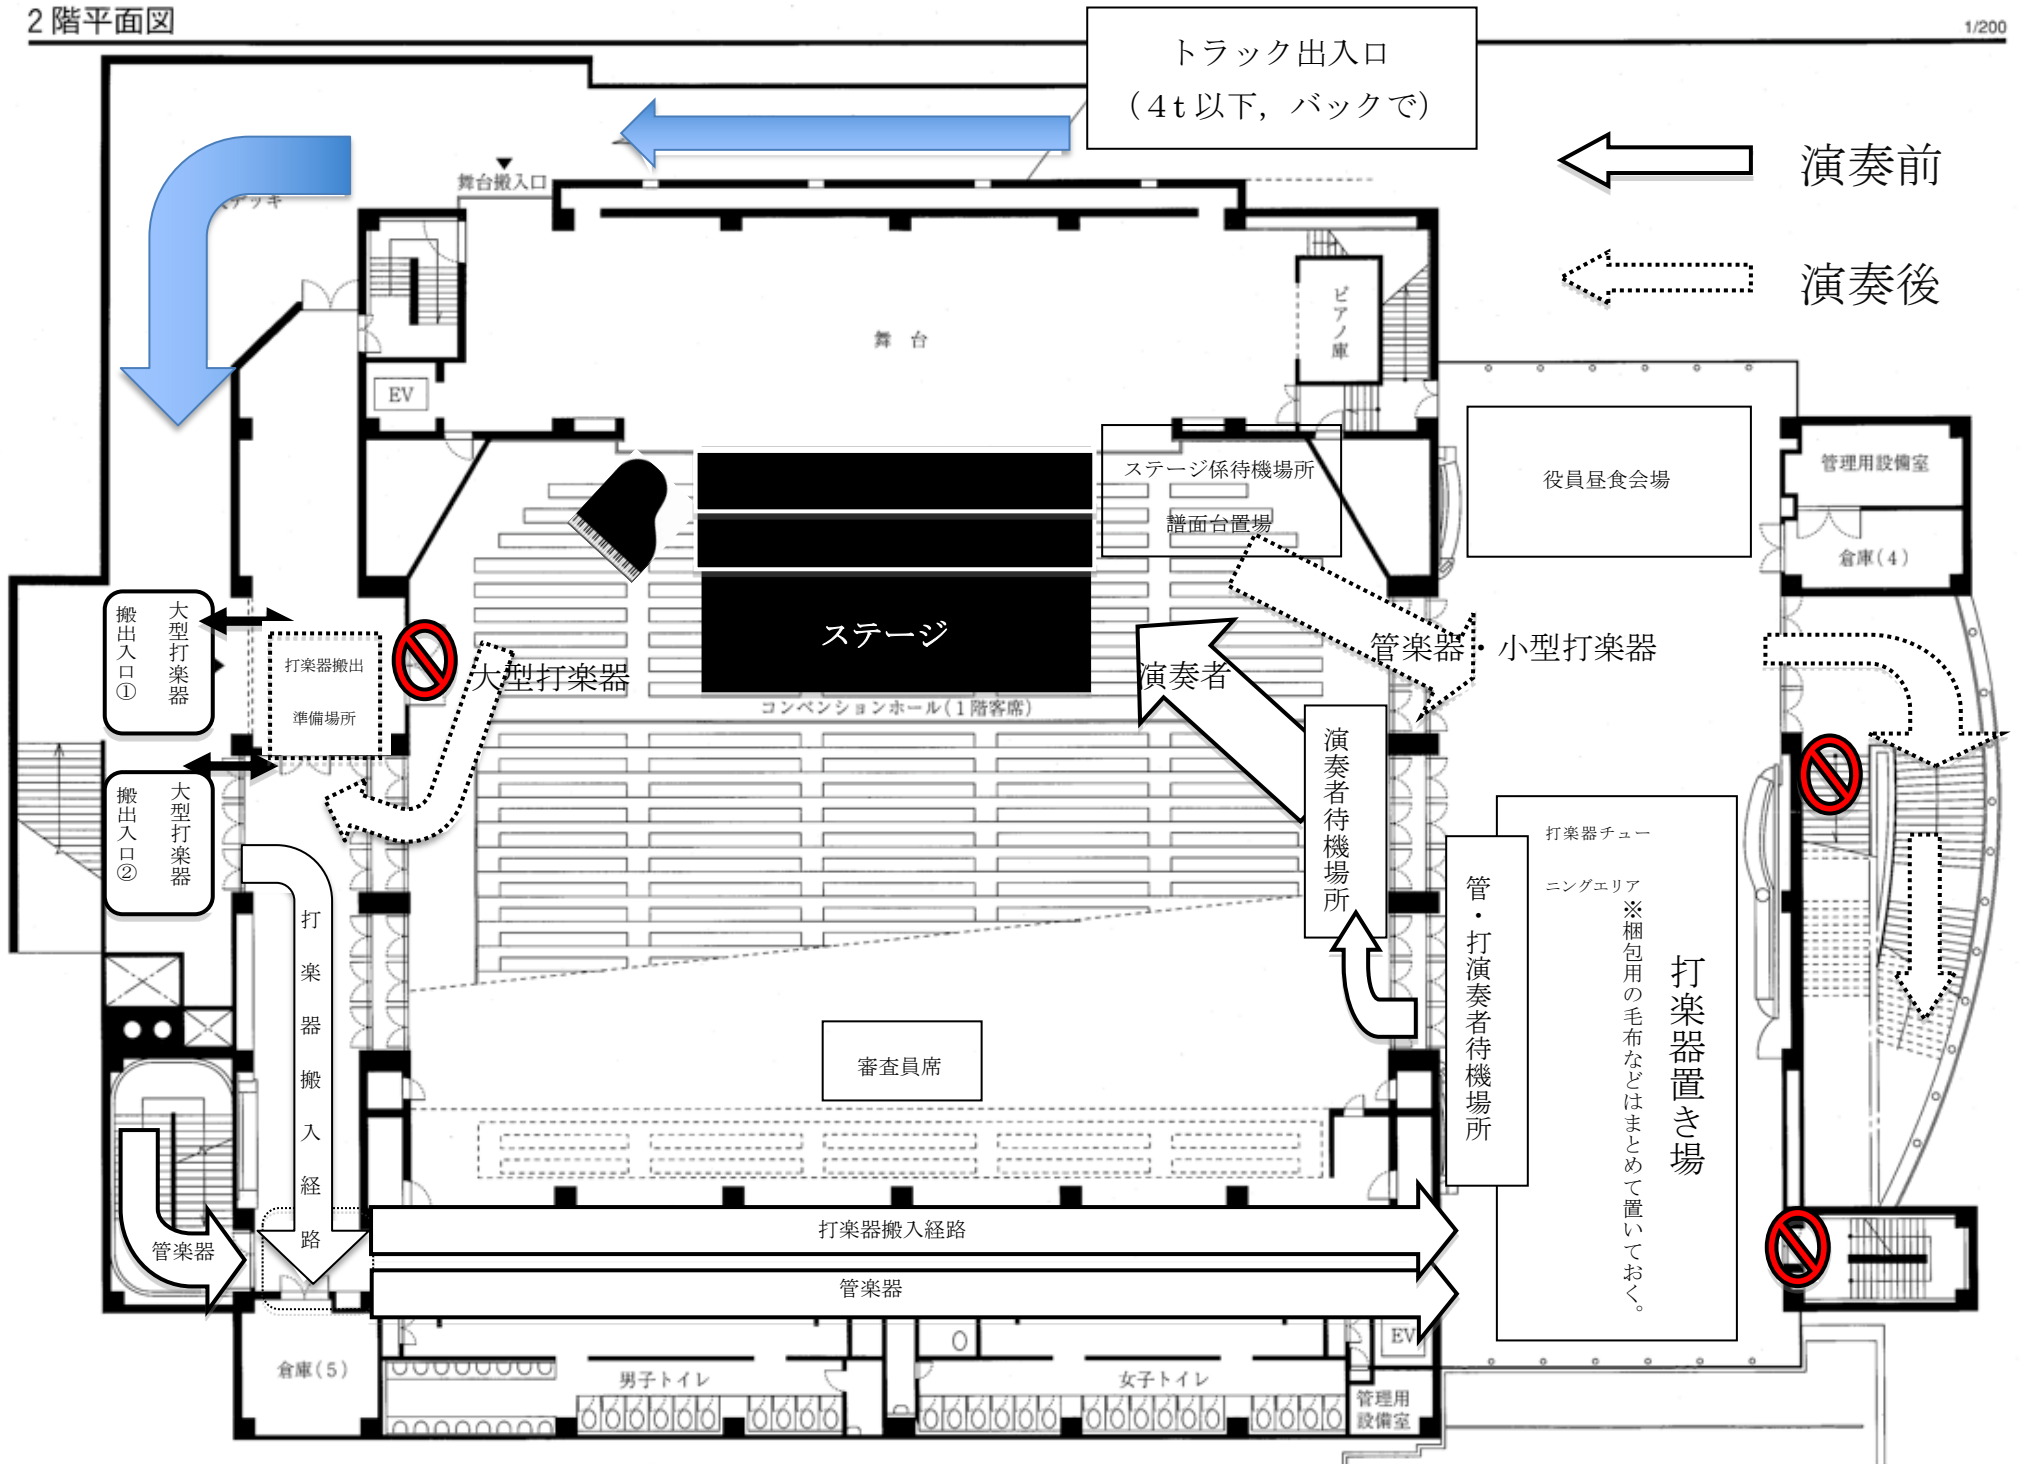 2階平面図
1/200
トラック出入口
（4t以下，バックで）
演奏前
演奏後
舞台搬入口
デッキ
舞 台
ピアノ庫
EV
ステージ係待機場所
譜面台置場
役員昼食会場
管理用設備室
倉庫(4)
大型打楽器
搬出入口①
打楽器搬出
準備場所
大型打楽器
ステージ
演奏者
管楽器・小型打楽器
コンベンションホール(1階客席)
大型打楽器
搬出入口②
演奏者待機場所
打楽器チュー
ニングエリア
管・打演奏者待機場所
打楽器置き場
※梱包用の毛布などはまとめて置いておく。
打楽器搬入経路
審査員席
管楽器
打楽器搬入経路
管楽器
倉庫(5)
男子トイレ
女子トイレ
EV
管理用
設備室